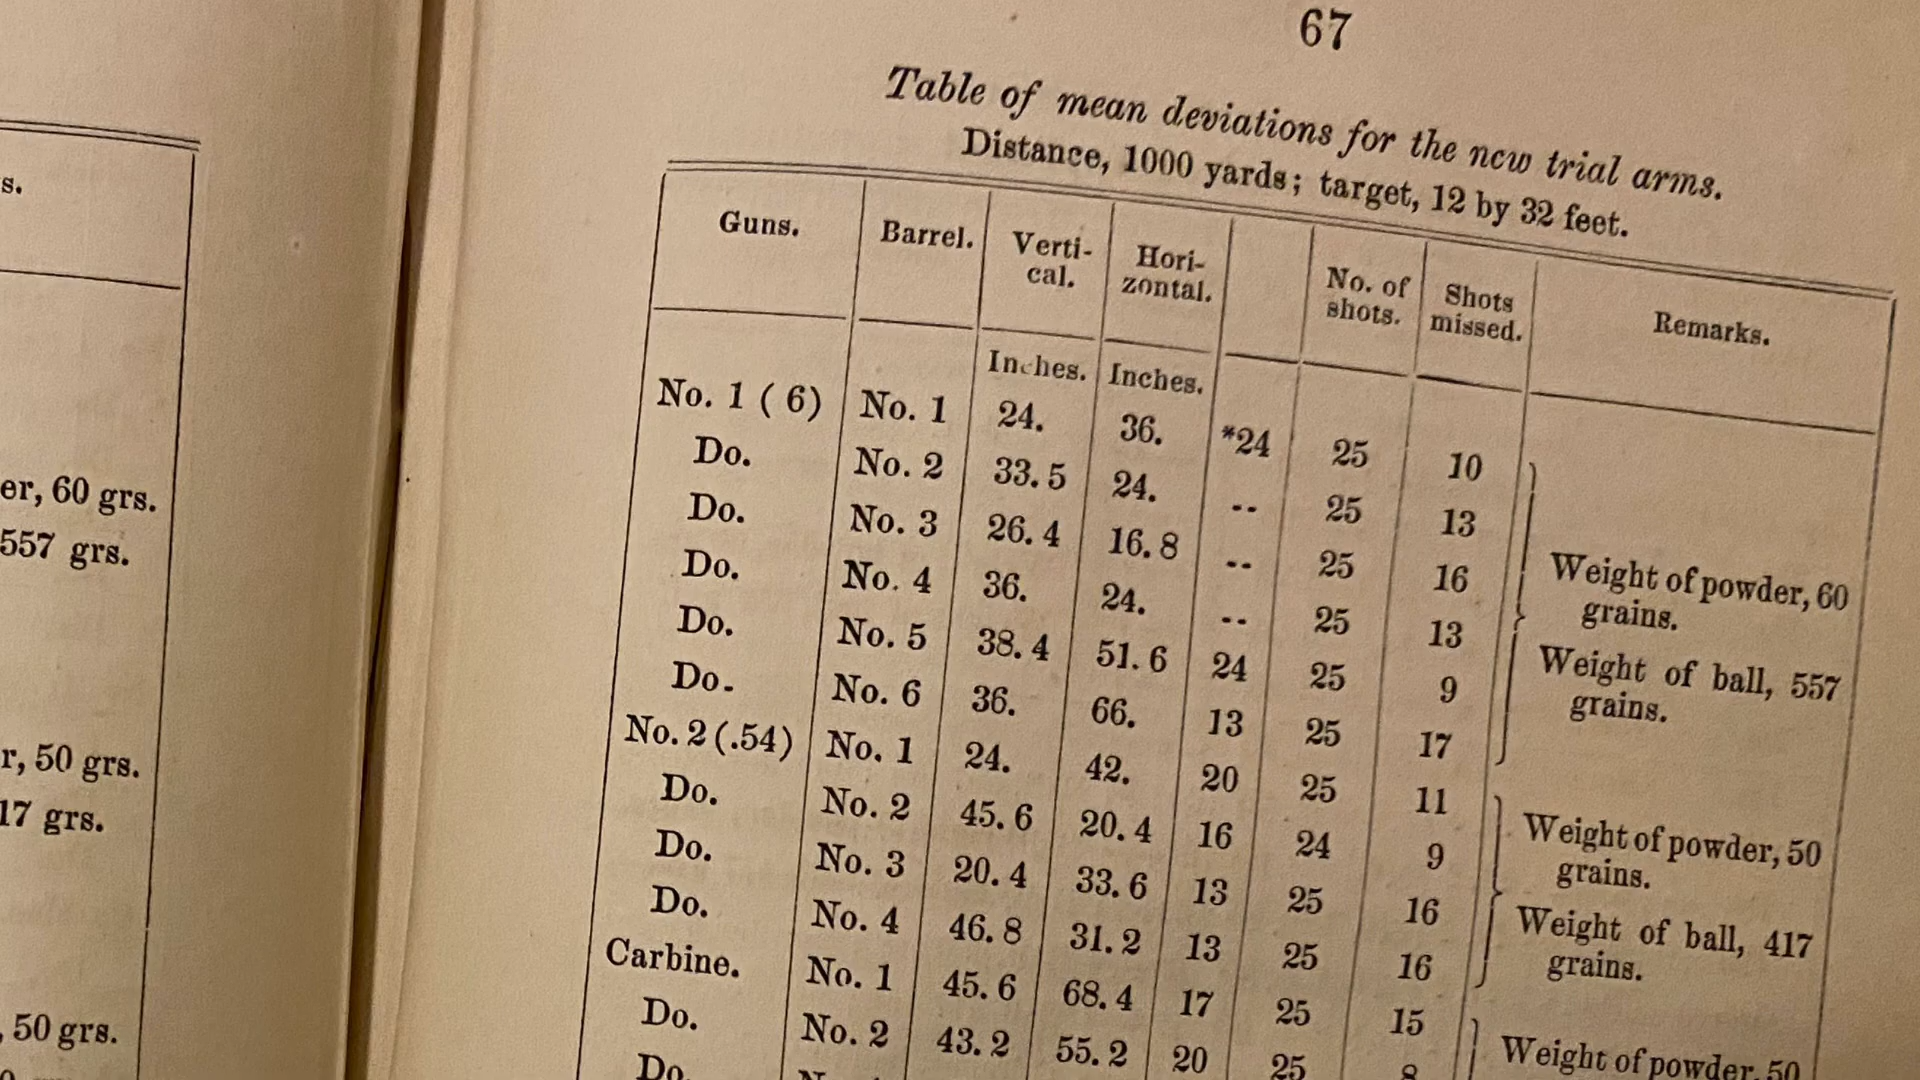 s.
er, 60 grs.
557 grs.
r, 50 grs.
17 grs.
, 50 grs.
67
Table of mean deviations for the new trial arms.
Distance, 1000 yards; target, 12 by 32 feet.
Guns. Barrel. Verti- Hori- No. of Shots Remarks.
cal. zontal. shots. missed.
Inches. Inches.
No. 1 ( 6) No. 1 24. 36. *24 25 10
Do. No. 2 33.5 24. -- 25 13
Do. No. 3 26.4 16.8 -- 25 16
Do. No. 4 36. 24. -- 25 13
Do. No. 5 38.4 51.6 24 25 9
Do. No. 6 36. 66. 13 25 17
Weight of powder, 60
grains.
Weight of ball, 557
grains.
No. 2 (.54) No. 1 24. 42. 20 25 11
Do. No. 2 45.6 20.4 16 24 9
Do. No. 3 20.4 33.6 13 25 16
Do. No. 4 46.8 31.2 13 25 16
Weight of powder, 50
grains.
Weight of ball, 417
grains.
Carbine. No. 1 45.6 68.4 17 25 15
Do. No. 2 43.2 55.2 20 25 8
Weight of powder, 50
Do.